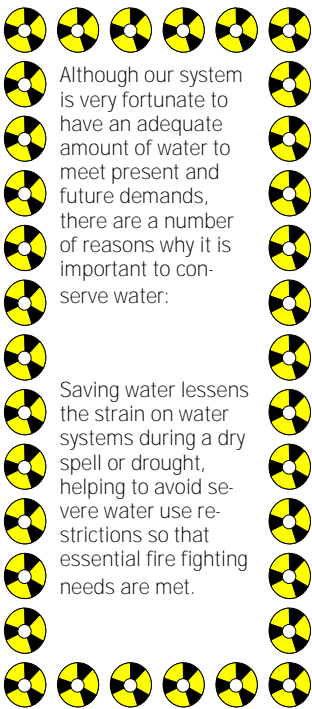 Although our system
is very fortunate to
have an adequate
amount of water to
meet present and
future demands,
there are a number
of reasons why it is
important to con-
serve water:
Saving water lessens
the strain on water
systems during a dry
spell or drought,
helping to avoid se-
vere water use re-
strictions so that
essential fire fighting
needs are met.